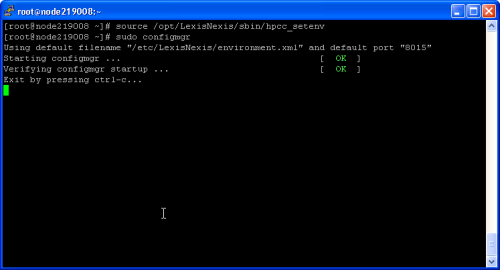 root@node219008:~
[root@node219008 ~]# source /opt/LexisNexis/sbin/hpcc_setenv
[root@node219008 ~]# sudo configmgr
Using default filename "/etc/LexisNexis/environment.xml" and default port "8015"
Starting configmgr ... [ OK ]
Verifying configmgr startup ... [ OK ]
Exit by pressing ctrl-c...